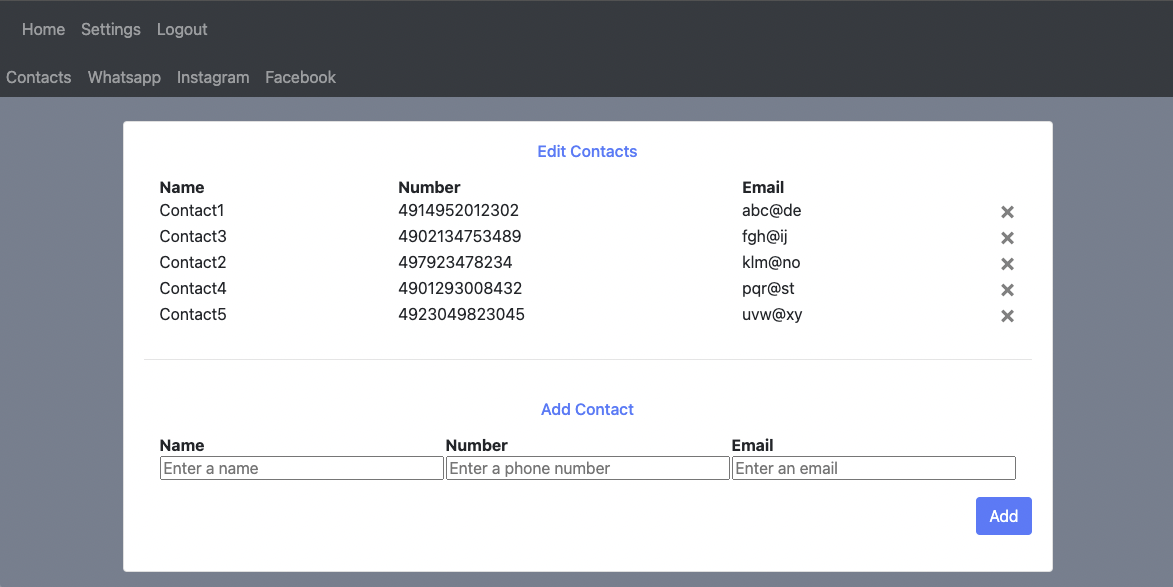 Home Settings Logout
Contacts Whatsapp Instagram Facebook
Edit Contacts
Name Number Email
Contact1 4914952012302 abc@de
Contact3 4902134753489 fgh@ij
Contact2 497923478234 klm@no
Contact4 4901293008432 pqr@st
Contact5 4923049823045 uvw@xy
Add Contact
Name Number Email
Enter a name Enter a phone number Enter an email
Add